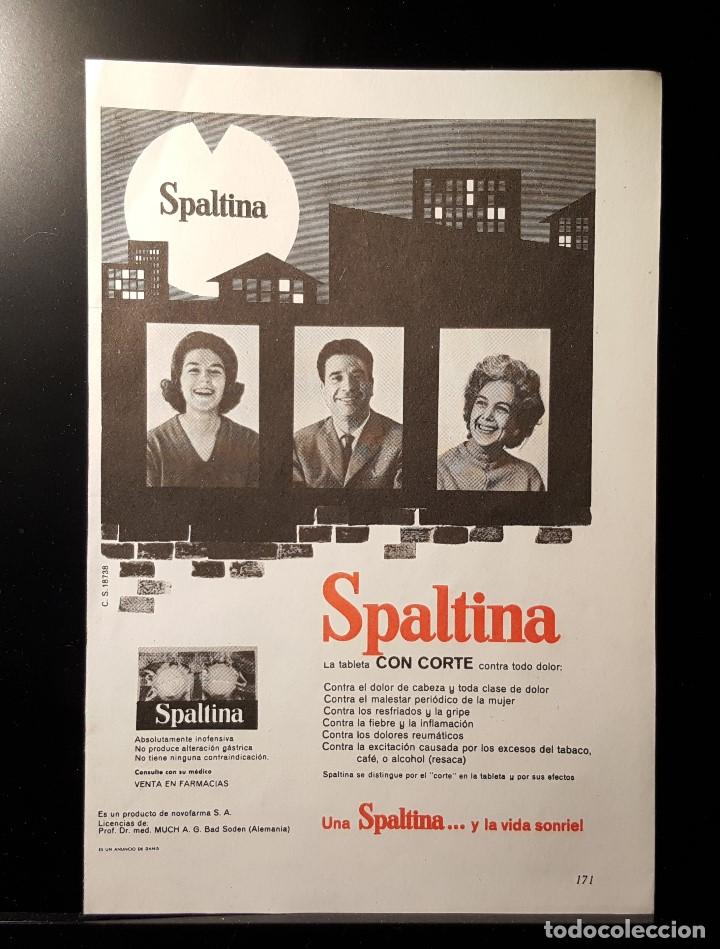 Spaltina
C. S. 18738
Spaltina
La tableta CON CORTE contra todo dolor:
Contra el dolor de cabeza y toda clase de dolor
Contra el malestar periódico de la mujer
Contra los resfriados y la gripe
Contra la fiebre y la inflamación
Contra los dolores reumáticos
Contra la excitación causada por los excesos del tabaco,
café, o alcohol (resaca)
Spaltina se distingue por el "corte" en la tableta y por sus efectos
Spaltina
Absolutamente inofensiva
No produce alteración gástrica
No tiene ninguna contraindicación.
Consulte con su médico
VENTA EN FARMACIAS
Es un producto de novofarma S. A.
Licencias de:
Prof. Dr. med. MUCH A. G. Bad Soden (Alemania)
ES UN ANUNCIO DE DANIS
Una Spaltina... y la vida sonríe!
171
todocoleccion